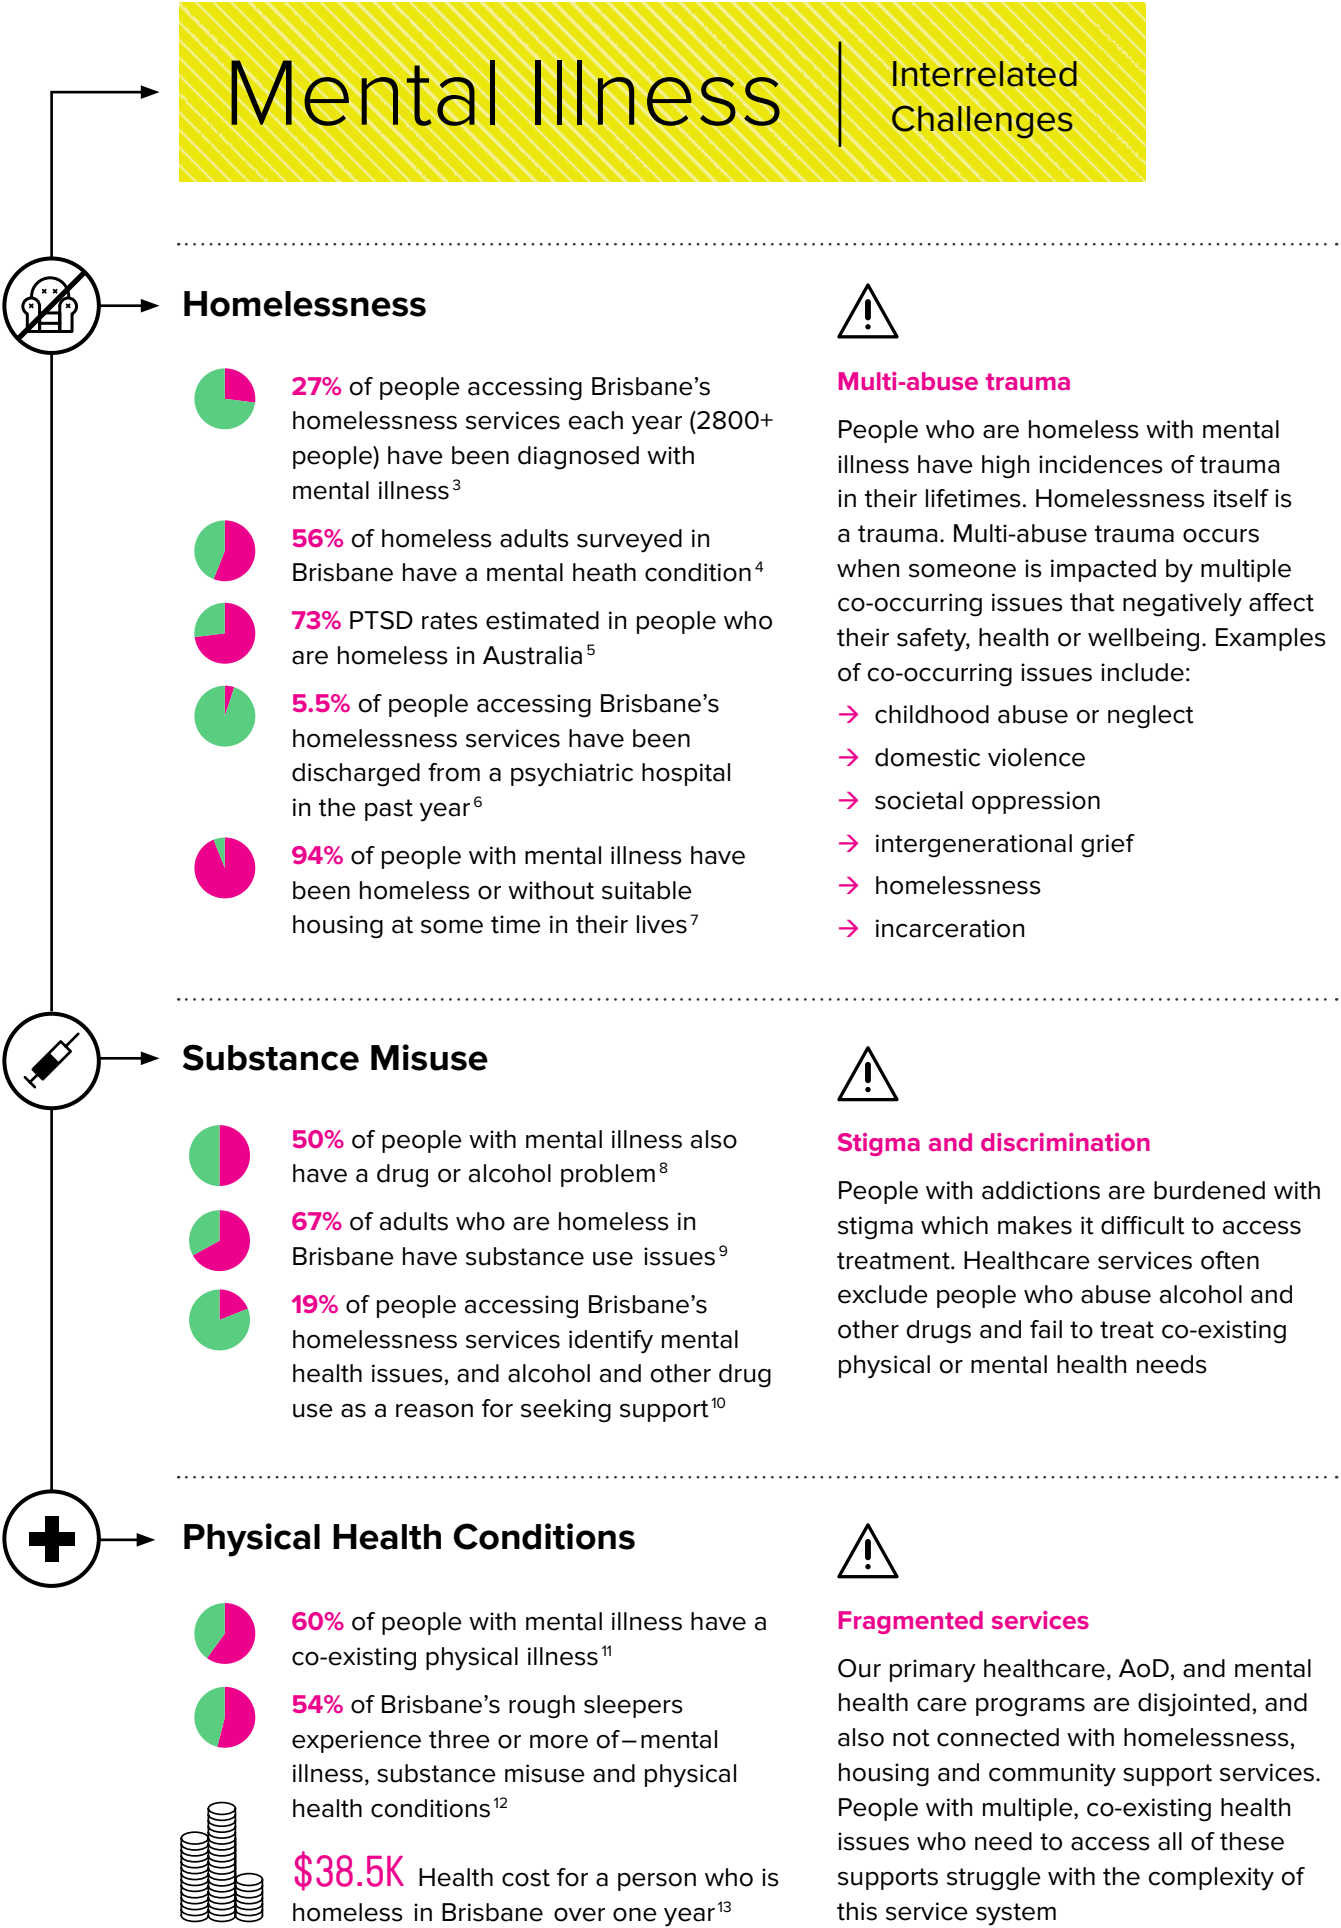 Mental Illness
Interrelated
Challenges
Homelessness
27% of people accessing Brisbane’s
homelessness services each year (2800+
people) have been diagnosed with
mental illness³
56% of homeless adults surveyed in
Brisbane have a mental heath condition⁴
73% PTSD rates estimated in people who
are homeless in Australia⁵
5.5% of people accessing Brisbane’s
homelessness services have been
discharged from a psychiatric hospital
in the past year⁶
94% of people with mental illness have
been homeless or without suitable
housing at some time in their lives⁷
Multi-abuse trauma
People who are homeless with mental
illness have high incidences of trauma
in their lifetimes. Homelessness itself is
a trauma. Multi-abuse trauma occurs
when someone is impacted by multiple
co-occurring issues that negatively affect
their safety, health or wellbeing. Examples
of co-occurring issues include:
→ childhood abuse or neglect
→ domestic violence
→ societal oppression
→ intergenerational grief
→ homelessness
→ incarceration
Substance Misuse
50% of people with mental illness also
have a drug or alcohol problem⁸
67% of adults who are homeless in
Brisbane have substance use issues⁹
19% of people accessing Brisbane’s
homelessness services identify mental
health issues, and alcohol and other drug
use as a reason for seeking support¹⁰
Stigma and discrimination
People with addictions are burdened with
stigma which makes it difficult to access
treatment. Healthcare services often
exclude people who abuse alcohol and
other drugs and fail to treat co-existing
physical or mental health needs
Physical Health Conditions
60% of people with mental illness have a
co-existing physical illness¹¹
54% of Brisbane’s rough sleepers
experience three or more of – mental
illness, substance misuse and physical
health conditions¹²
$38.5K Health cost for a person who is
homeless in Brisbane over one year¹³
Fragmented services
Our primary healthcare, AoD, and mental
health care programs are disjointed, and
also not connected with homelessness,
housing and community support services.
People with multiple, co-existing health
issues who need to access all of these
supports struggle with the complexity of
this service system